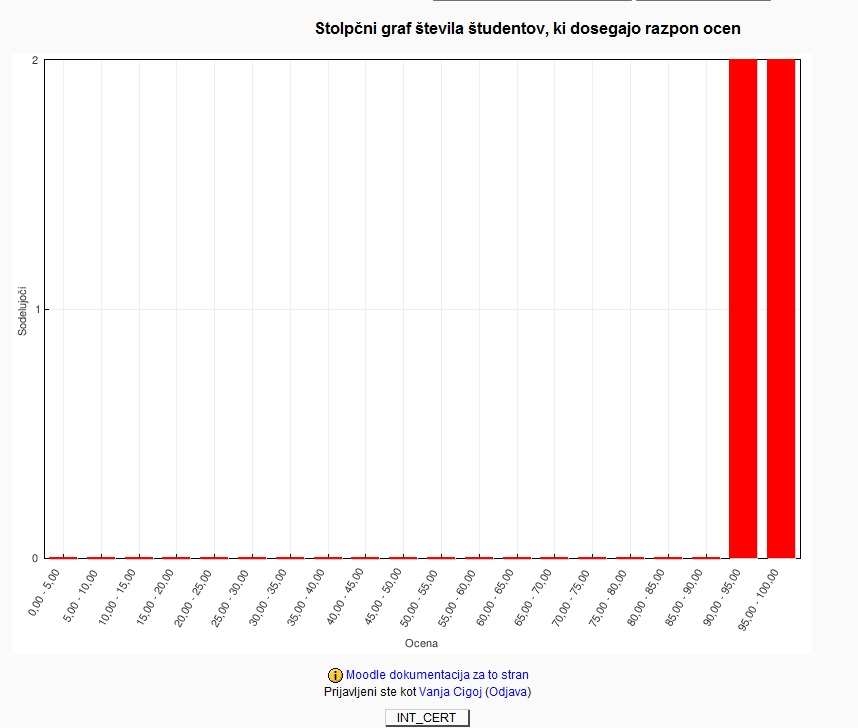 Stolpčni graf števila študentov, ki dosegajo razpon ocen
2
1
0
Sodelujoči
0,00 - 5,00
5,00 - 10,00
10,00 - 15,00
15,00 - 20,00
20,00 - 25,00
25,00 - 30,00
30,00 - 35,00
35,00 - 40,00
40,00 - 45,00
45,00 - 50,00
50,00 - 55,00
55,00 - 60,00
60,00 - 65,00
65,00 - 70,00
70,00 - 75,00
75,00 - 80,00
80,00 - 85,00
85,00 - 90,00
90,00 - 95,00
95,00 - 100,00
Ocena
Moodle dokumentacija za to stran
Prijavljeni ste kot Vanja Cigoj (Odjava)
INT_CERT